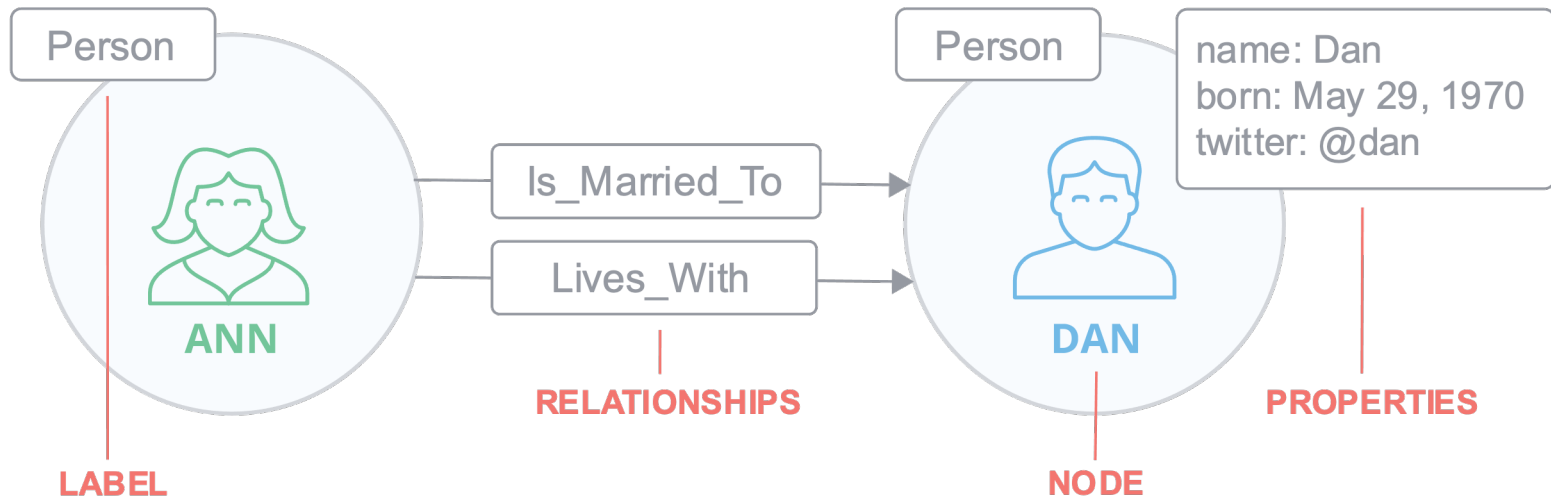 Person
Person
name: Dan
born: May 29, 1970
twitter: @dan
Is_Married_To
Lives_With
ANN
DAN
RELATIONSHIPS
PROPERTIES
LABEL
NODE